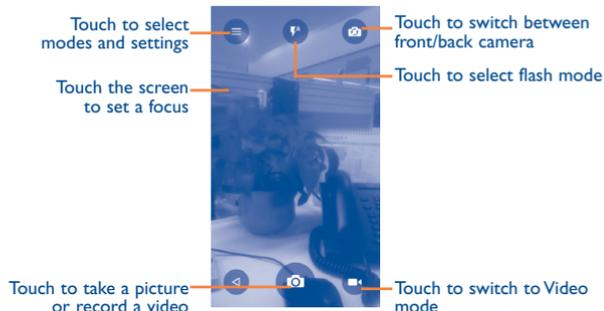 Touch to select
modes and settings
Touch to switch between
front/back camera
Touch to select flash mode
Touch the screen
to set a focus
Touch to take a picture
or record a video
Touch to switch to Video
mode